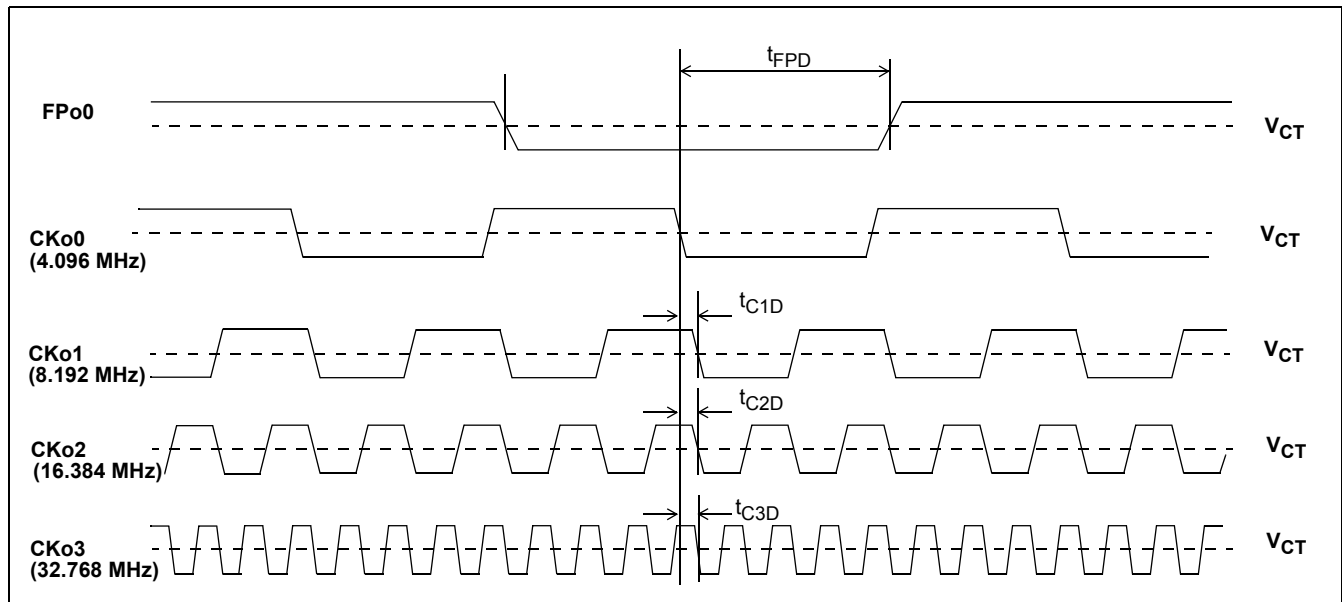 tFPD
FPo0
VCT
CKo0
(4.096 MHz)
VCT
tC1D
CKo1
(8.192 MHz)
VCT
tC2D
CKo2
(16.384 MHz)
VCT
tC3D
CKo3
(32.768 MHz)
VCT